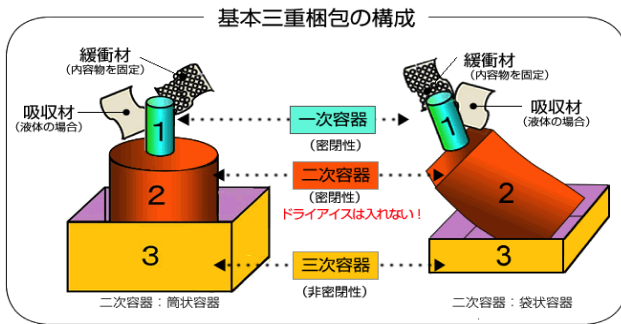 基本三重梱包の構成
緩衝材
(内容物を固定)
吸収材
(液体の場合)
1
2
3
二次容器：筒状容器
一次容器
(密閉性)
二次容器
(密閉性)
ドライアイスは入れない！
三次容器
(非密閉性)
緩衝材
(内容物を固定)
吸収材
(液体の場合)
1
2
3
二次容器：袋状容器